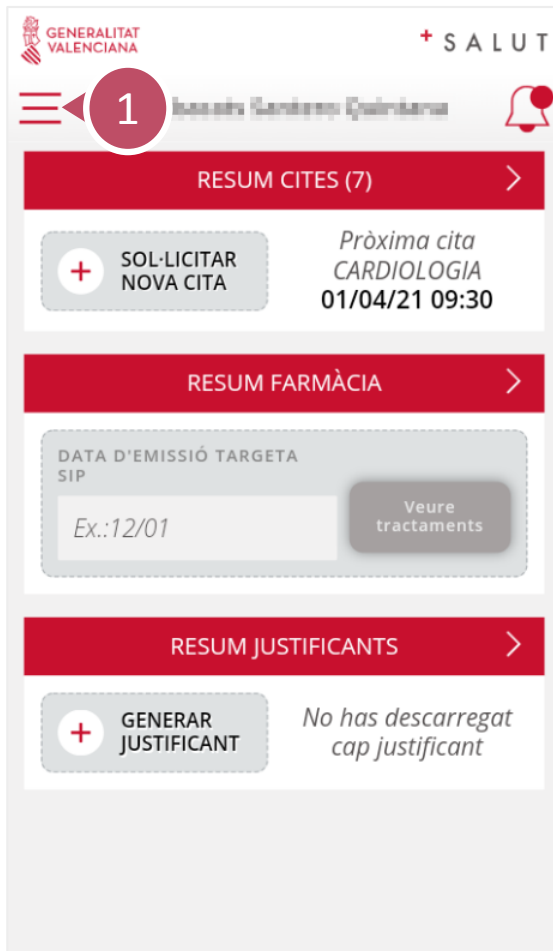 GENERALITAT
VALENCIANA
+ SALUT
1
RESUM CITES (7)
+ SOL·LICITAR
NOVA CITA
Pròxima cita
CARDIOLOGIA
01/04/21 09:30
RESUM FARMÀCIA
DATA D'EMISSIÓ TARGETA
SIP
Ex.:12/01
Veure
tractaments
RESUM JUSTIFICANTS
+ GENERAR
JUSTIFICANT
No has descarregat
cap justificant